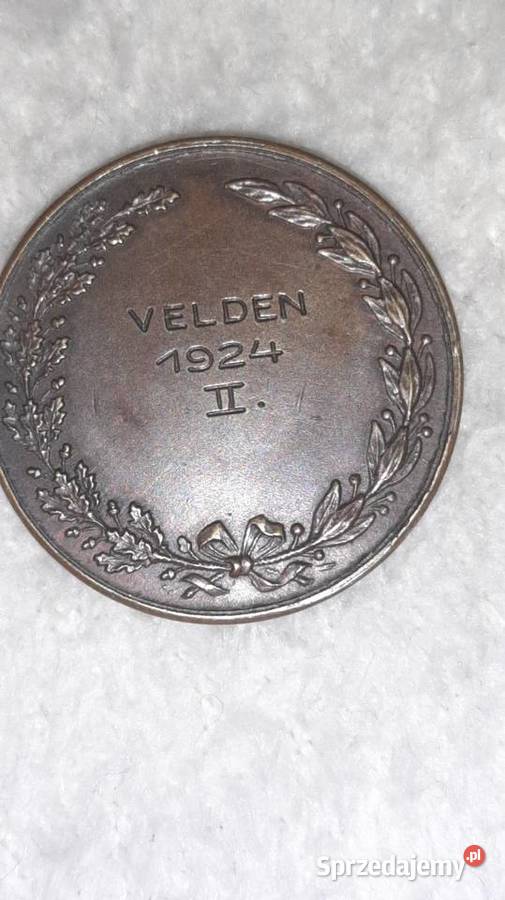 VELDEN
1924
II.
Sprzedajemy.pl